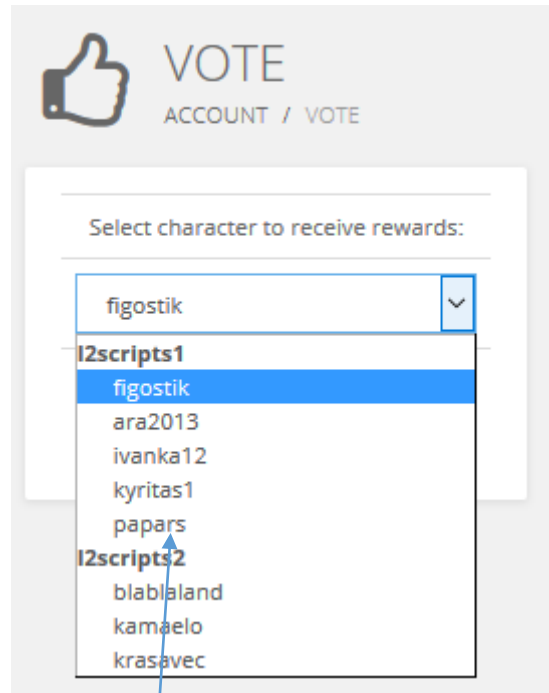 VOTE
ACCOUNT / VOTE
Select character to receive rewards:
figostik
l2scripts1
figostik
ara2013
ivanka12
kyritas1
papars
l2scripts2
blablaland
kamaelo
krasavec